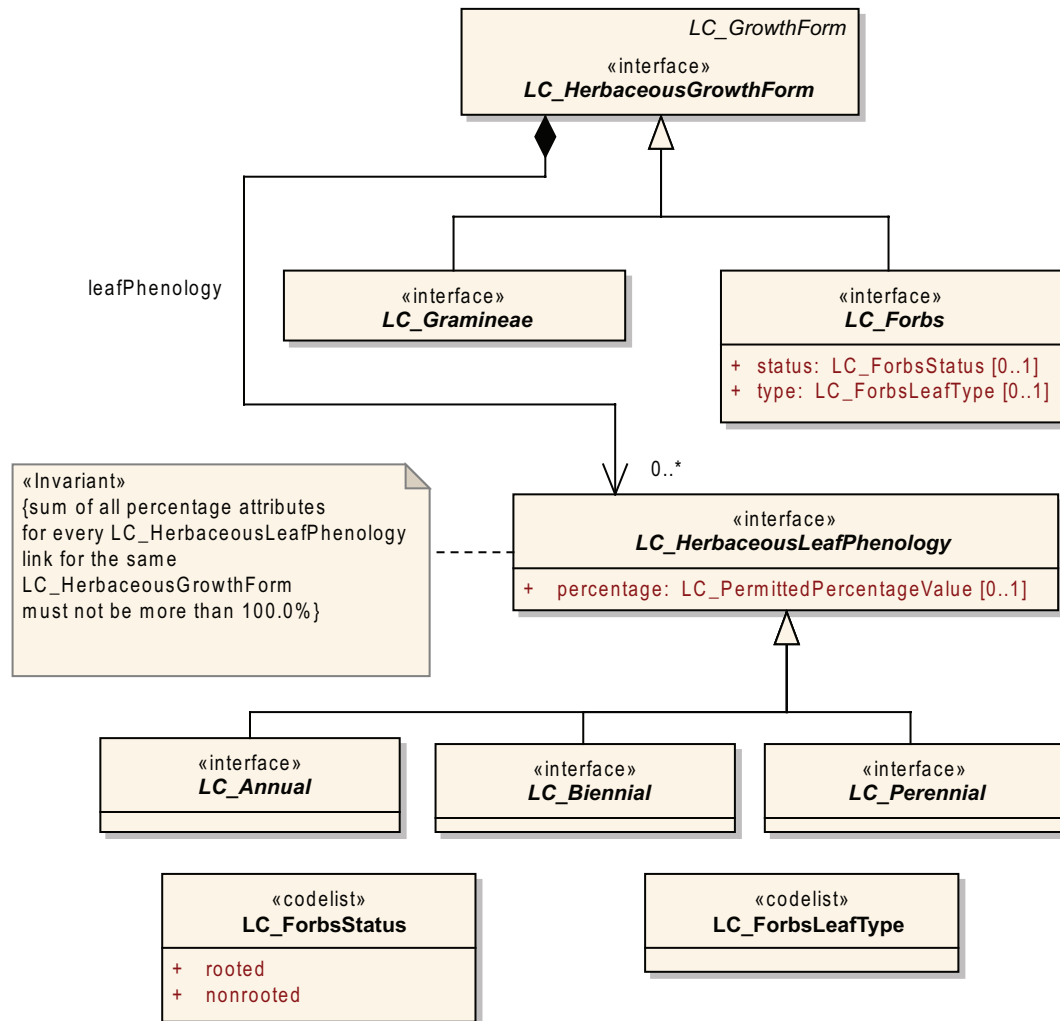 LC_GrowthForm
«interface»
LC_HerbaceousGrowthForm
leafPhenology
«interface»
LC_Gramineae
«interface»
LC_Forbs
+ status: LC_ForbsStatus [0..1]
+ type: LC_ForbsLeafType [0..1]
0..*
«Invariant»
{sum of all percentage attributes
for every LC_HerbaceousLeafPhenology
link for the same
LC_HerbaceousGrowthForm
must not be more than 100.0%}
«interface»
LC_HerbaceousLeafPhenology
+ percentage: LC_PermittedPercentageValue [0..1]
«interface»
LC_Annual
«interface»
LC_Biennial
«interface»
LC_Perennial
«codelist»
LC_ForbsStatus
+ rooted
+ nonrooted
«codelist»
LC_ForbsLeafType